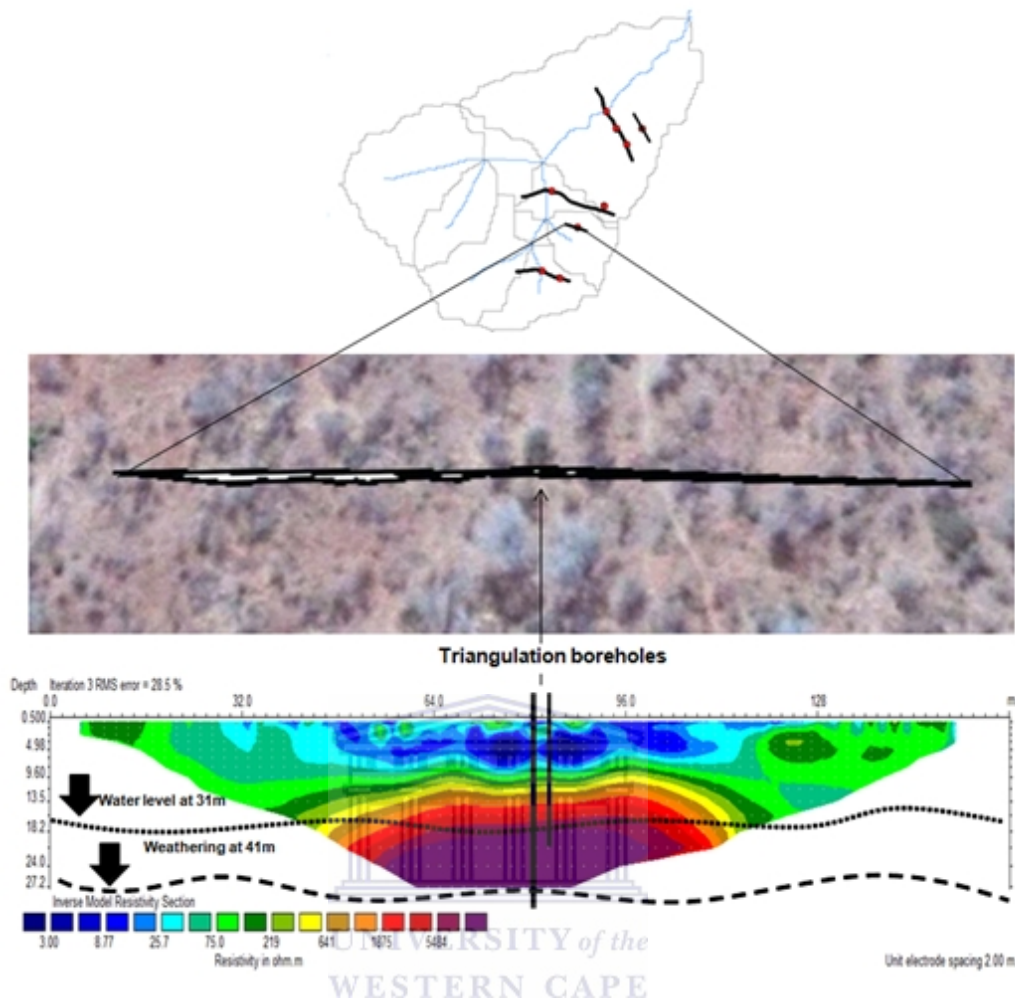 Triangulation boreholes
Depth Iteration 3 RMS error = 28.5 %
0.0 32.0 64.0 96.0 128 m
0.500
4.98
9.60
13.5
Water level at 31m
18.2
Weathering at 41m
24.0
27.2
Inverse Model Resistivity Section
3.00 8.77 25.7 75.0 219 641 1875 5484
Resistivity in ohm.m
Unit electrode spacing 2.00 m
UNIVERSITY of the
WESTERN CAPE